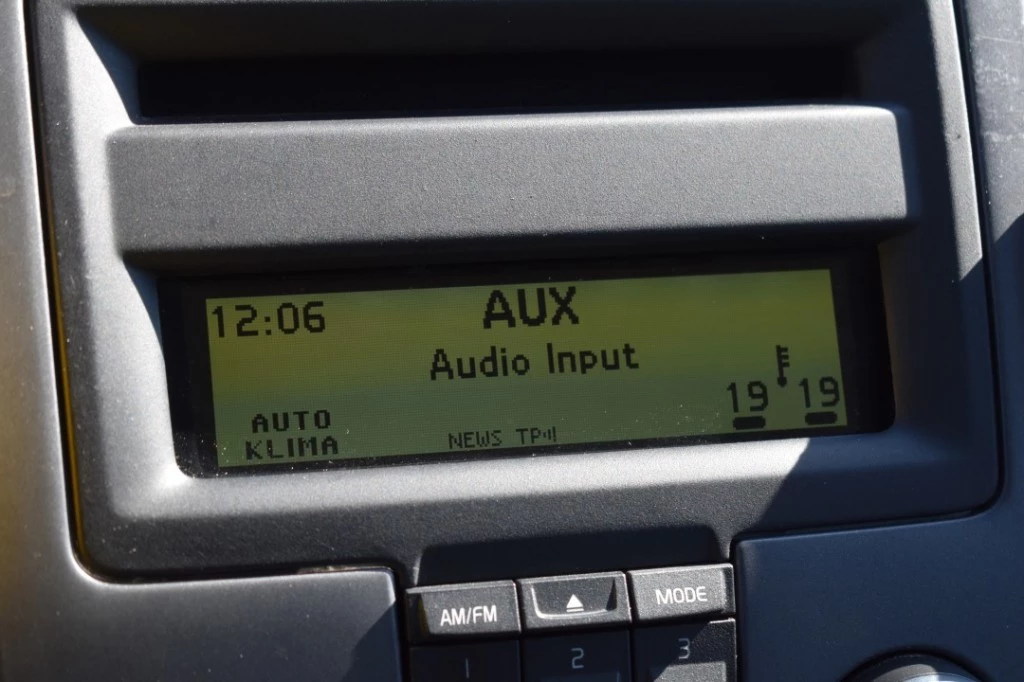 12:06 AUX
Audio Input
19 19
AUTO
KLIMA NEWS TP
AM/FM MODE
1 2 3